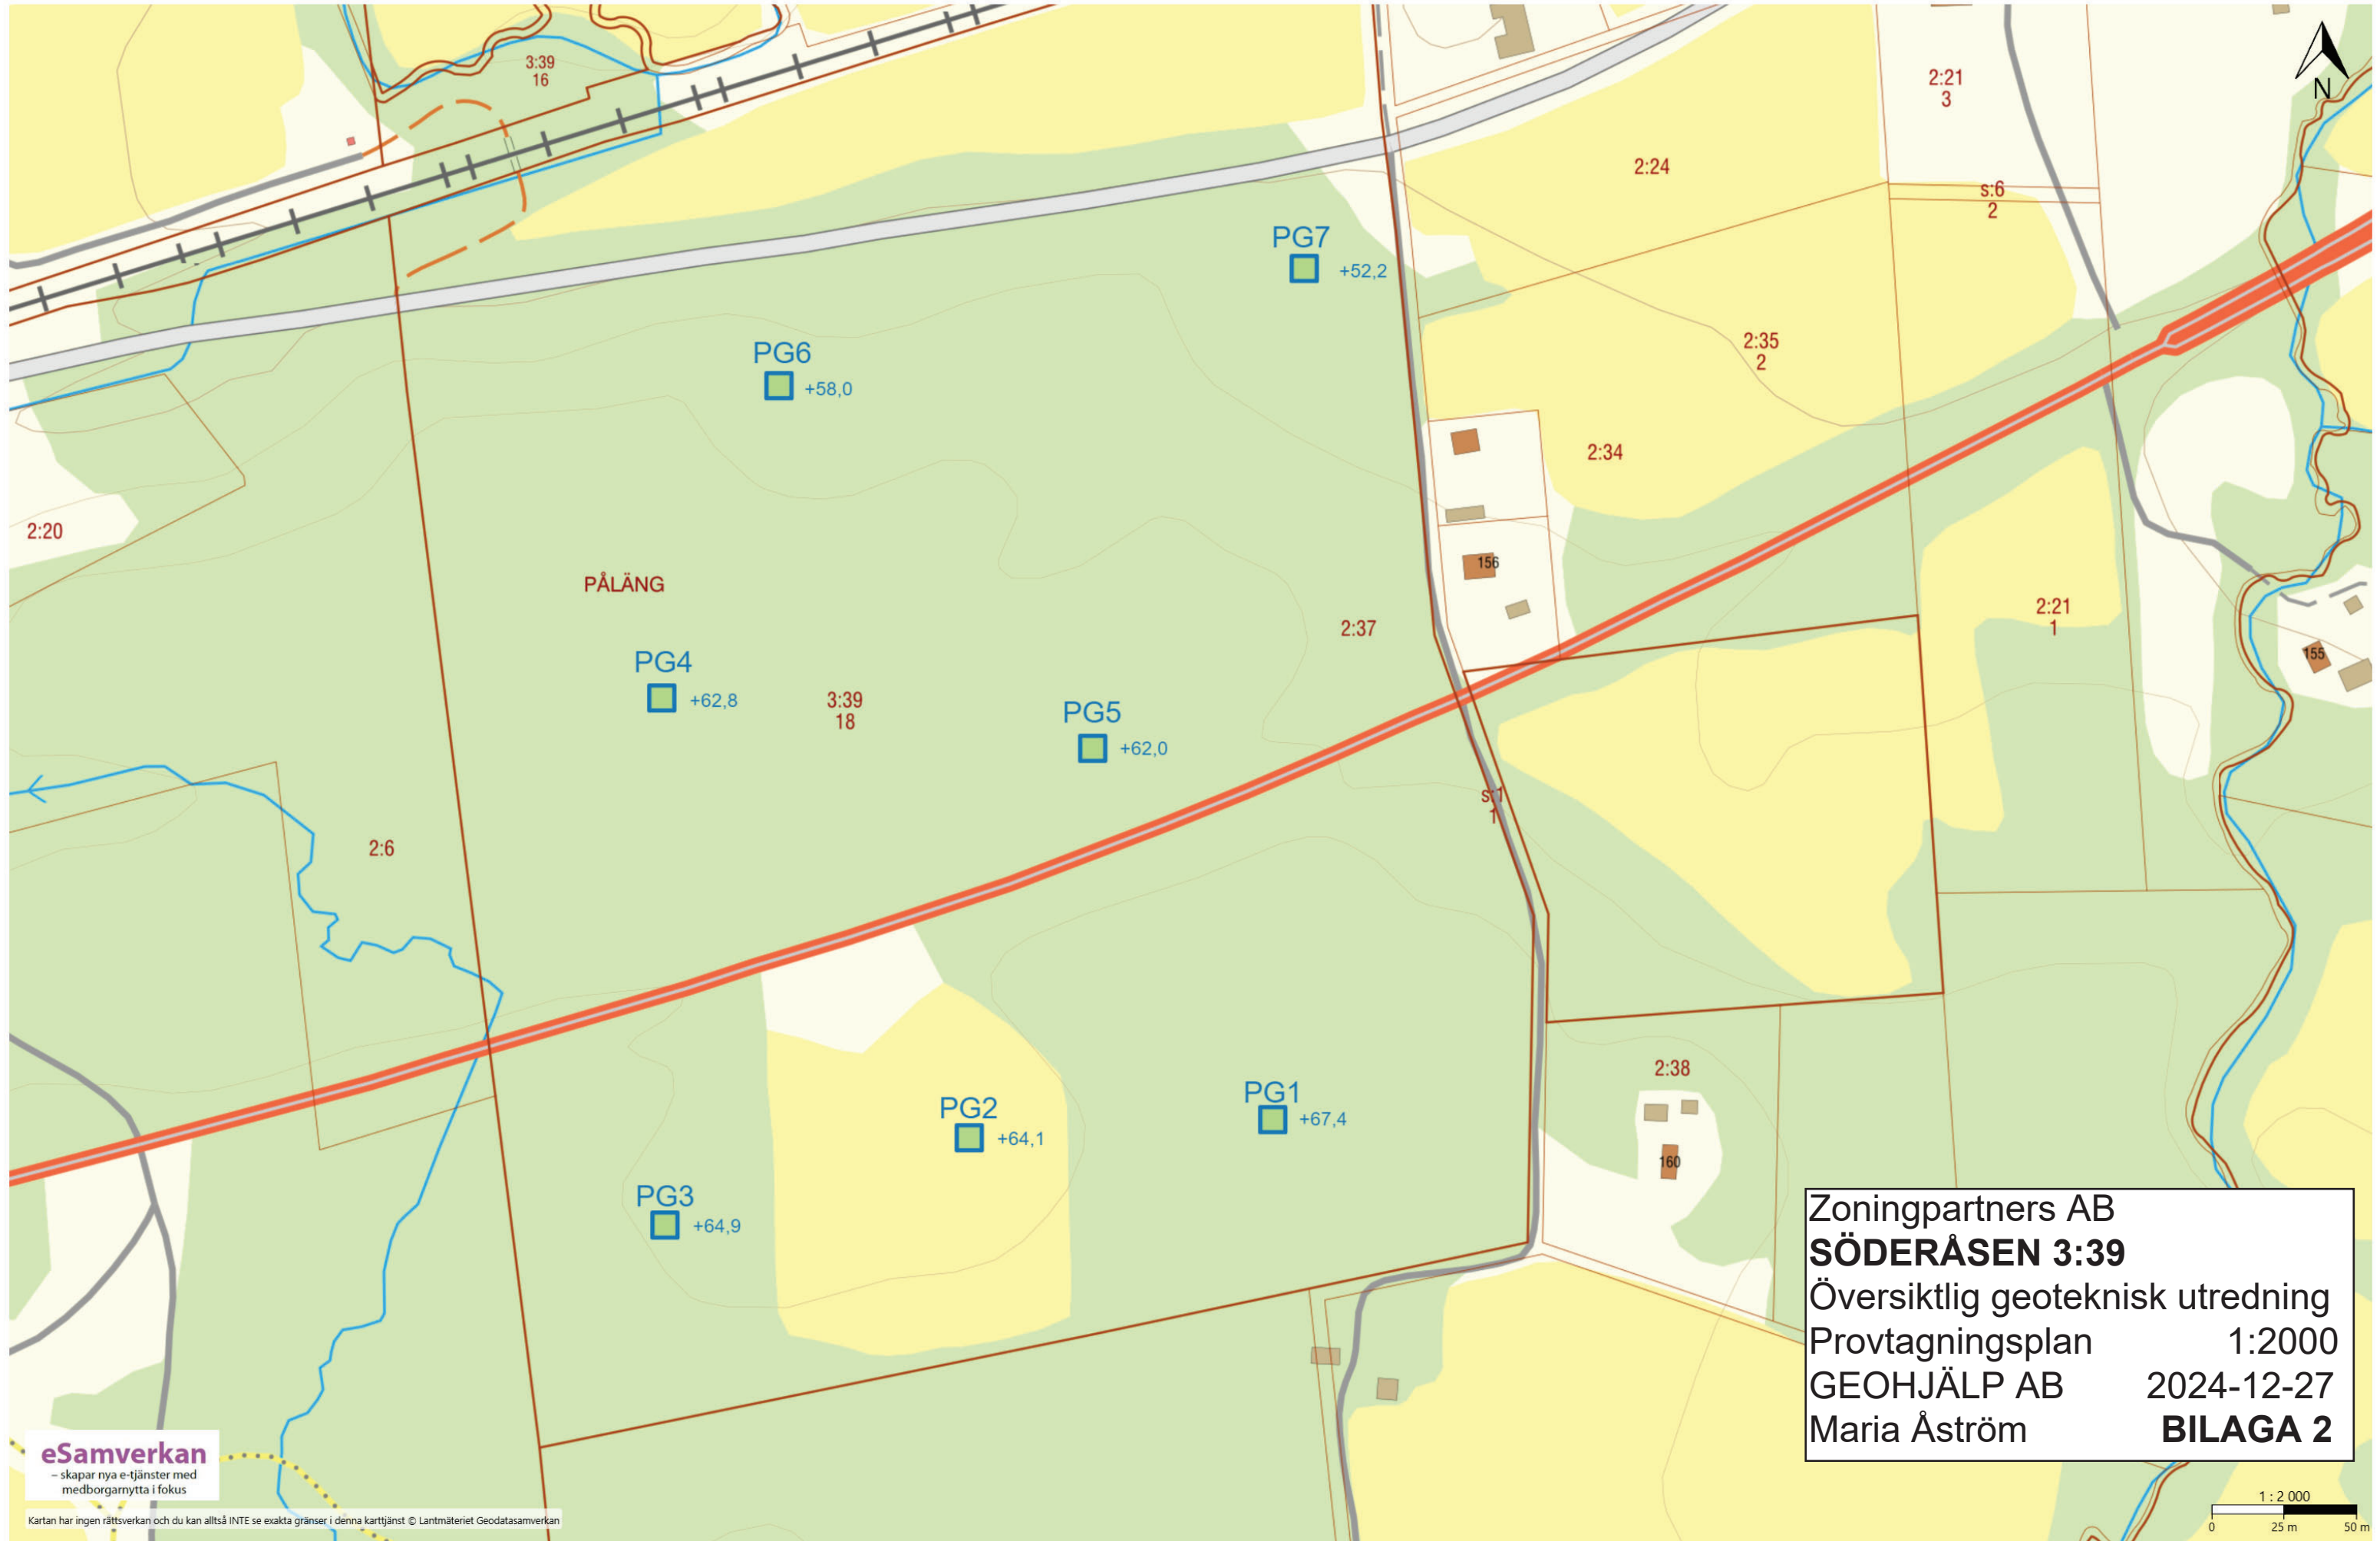 3:39
16
N
2:21
3
2:24
s:6
2
PG7
+52,2
PG6
+58,0
2:35
2
2:34
2:20
156
PÅLÄNG
2:37
2:21
1
155
PG4
+62,8
3:39
18
PG5
+62,0
s:1
1
2:6
2:38
PG1
+67,4
PG2
+64,1
160
PG3
+64,9
Zoningpartners AB
SÖDERÅSEN 3:39
Översiktlig geoteknisk utredning
Provtagningsplan 1:2000
GEOHJÄLP AB 2024-12-27
Maria Åström BILAGA 2
eSamverkan
– skapar nya e-tjänster med
medborgarnytta i fokus
Kartan har ingen rättsverkan och du kan alltså INTE se exakta gränser i denna karttjänst © Lantmäteriet Geodatasamverkan
1 : 2 000
0 25 m 50 m